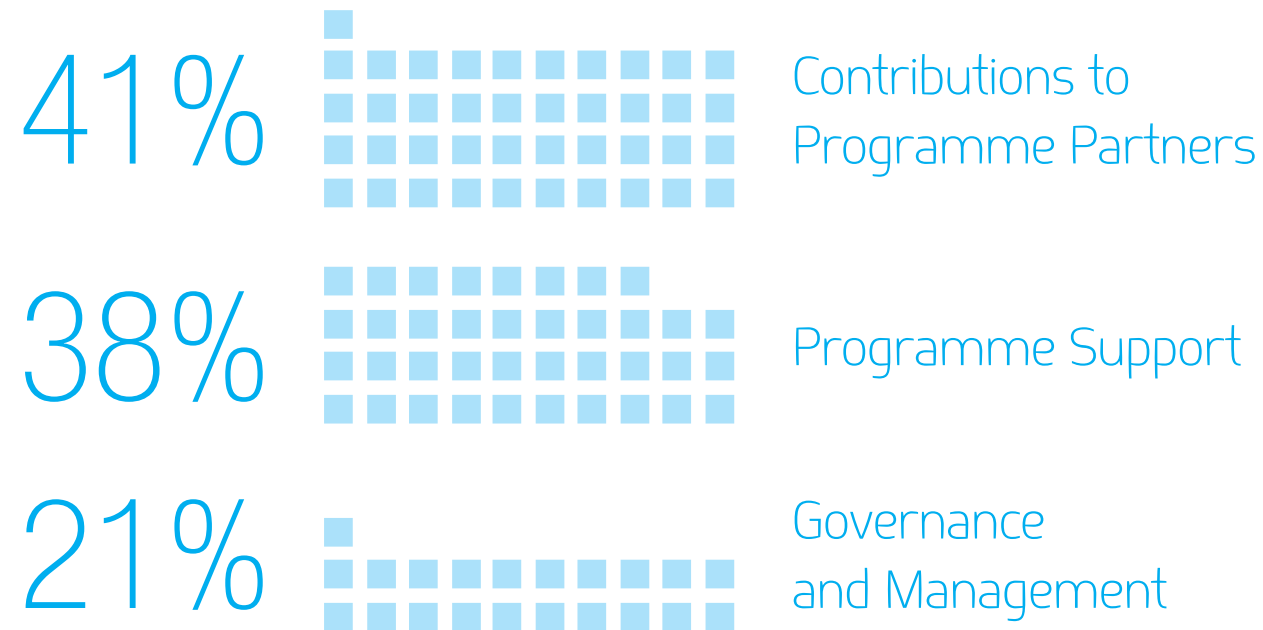 41%
Contributions to
Programme Partners
38%
Programme Support
21%
Governance
and Management